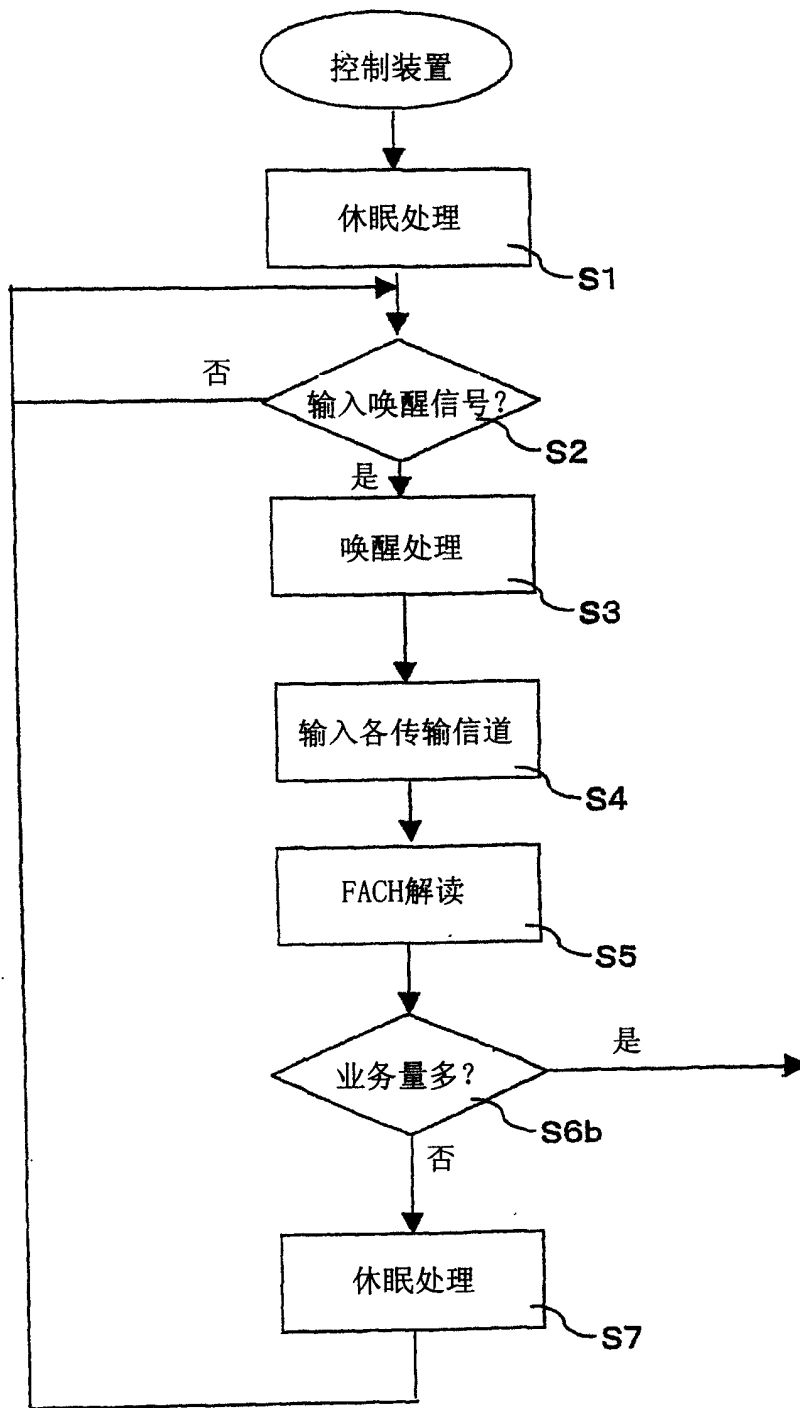 控制装置
休眠处理
S1
否
输入唤醒信号?
S2
是
唤醒处理
S3
输入各传输信道
S4
FACH解读
S5
业务量多?
是
S6b
否
休眠处理
S7